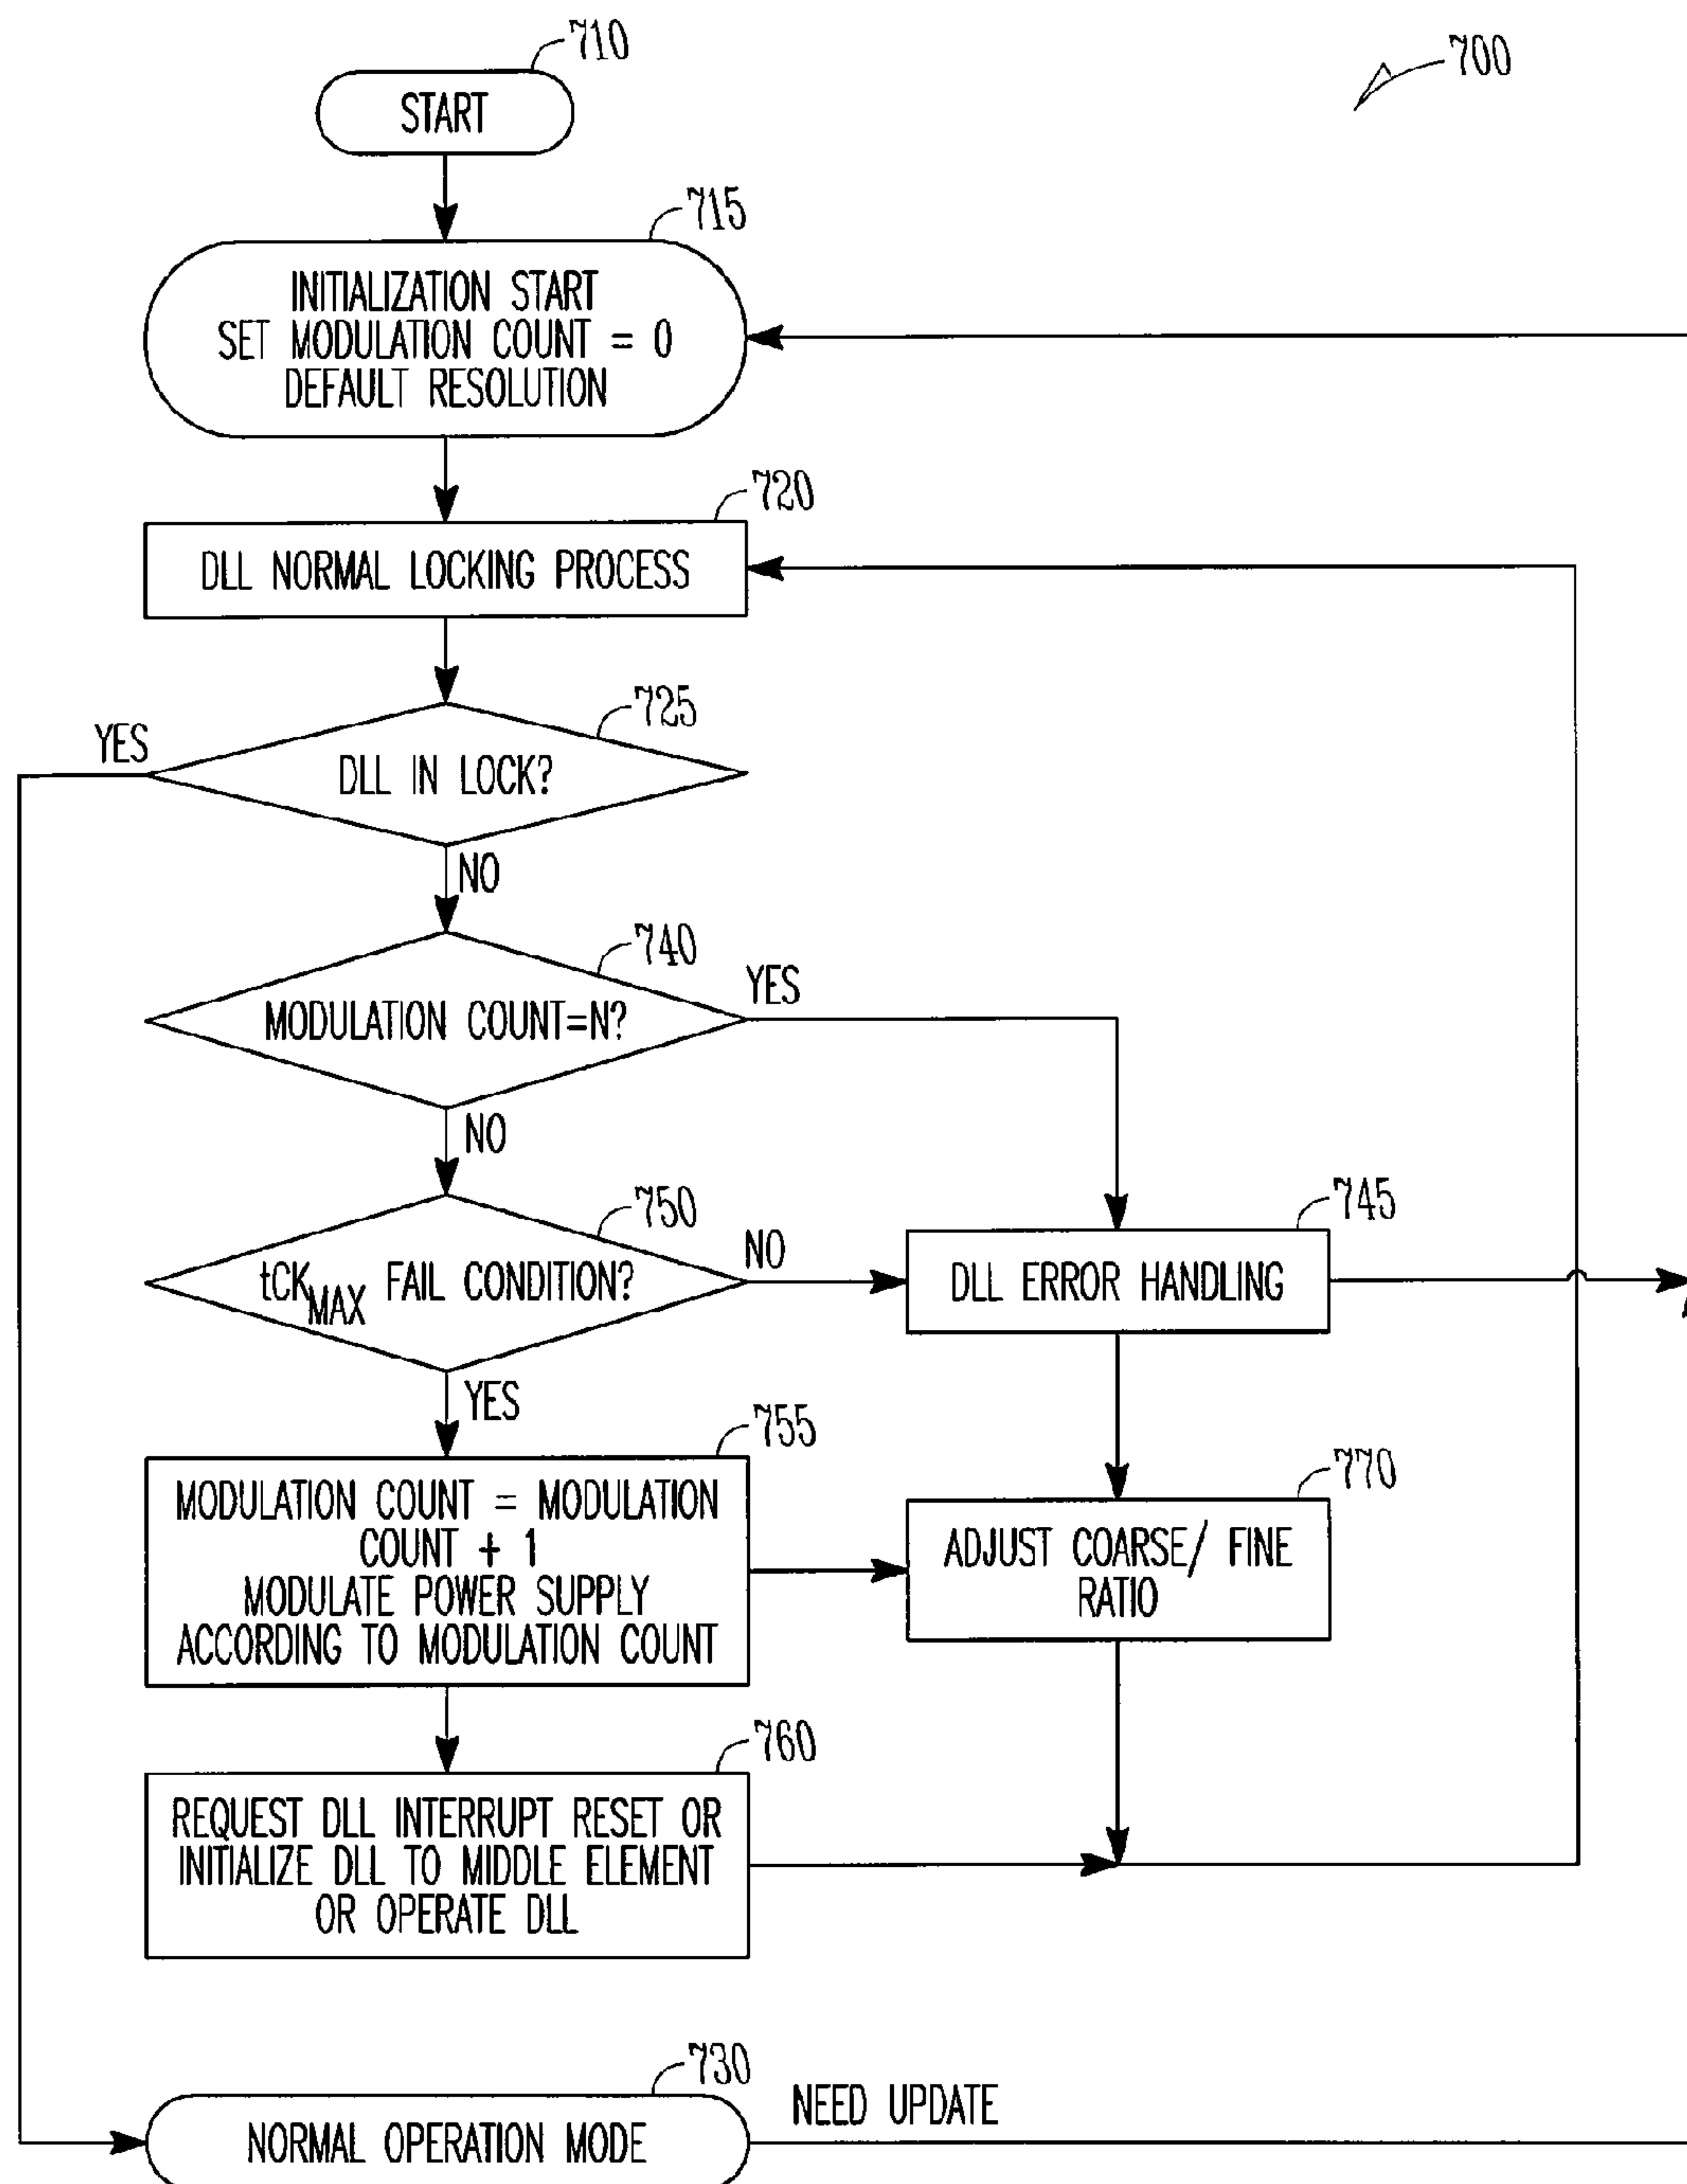 710
700
START
715
INITIALIZATION START
SET MODULATION COUNT = 0
DEFAULT RESOLUTION
720
DLL NORMAL LOCKING PROCESS
725
YES
DLL IN LOCK?
NO
740
YES
MODULATION COUNT=N?
NO
750
NO
745
tCKMAX FAIL CONDITION?
DLL ERROR HANDLING
YES
755
770
MODULATION COUNT = MODULATION
COUNT + 1
MODULATE POWER SUPPLY
ACCORDING TO MODULATION COUNT
ADJUST COARSE/ FINE
RATIO
760
REQUEST DLL INTERRUPT RESET OR
INITIALIZE DLL TO MIDDLE ELEMENT
OR OPERATE DLL
730
NEED UPDATE
NORMAL OPERATION MODE